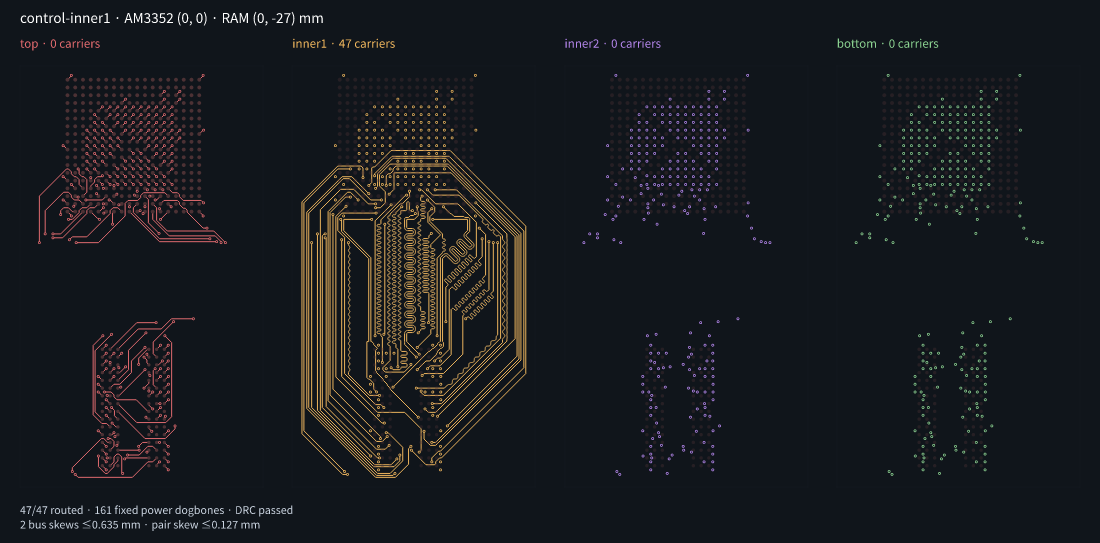 control-inner1 · AM3352 (0, 0) · RAM (0, -27) mm
top · 0 carriers
inner1 · 47 carriers
inner2 · 0 carriers
bottom · 0 carriers
47/47 routed · 161 fixed power dogbones · DRC passed
2 bus skews ≤0.635 mm · pair skew ≤0.127 mm